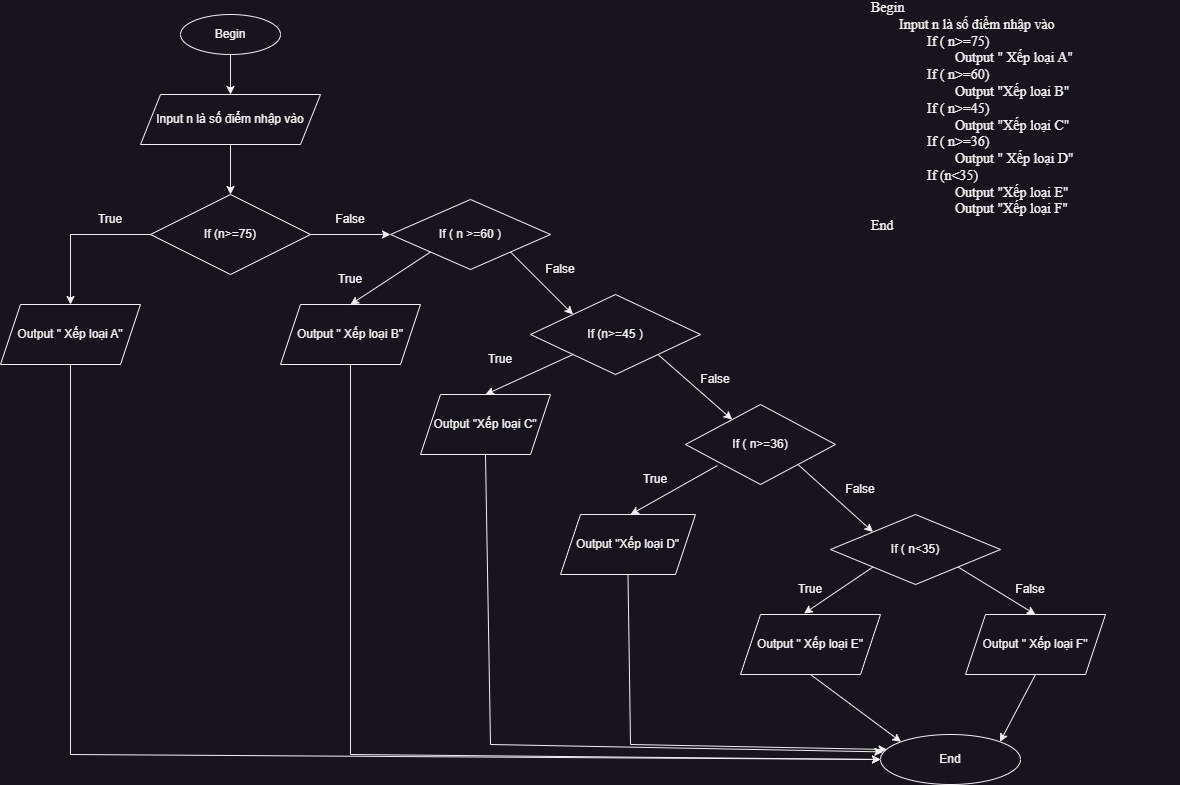 Begin
Input n là số điểm nhập vào
If (n>=75)
True
False
If ( n >=60 )
True
False
Output " Xếp loại A"
Output " Xếp loại B"
If (n>=45 )
True
False
Output "Xếp loại C"
If ( n>=36)
True
False
Output "Xếp loại D"
If ( n<35)
True
False
Output " Xếp loại E"
Output " Xếp loại F"
End
Begin
Input n là số điểm nhập vào
If ( n>=75)
Output " Xếp loại A"
If ( n>=60)
Output "Xếp loại B"
If ( n>=45)
Output "Xếp loại C"
If ( n>=36)
Output " Xếp loại D"
If (n<35)
Output "Xếp loại E"
Output "Xếp loại F"
End